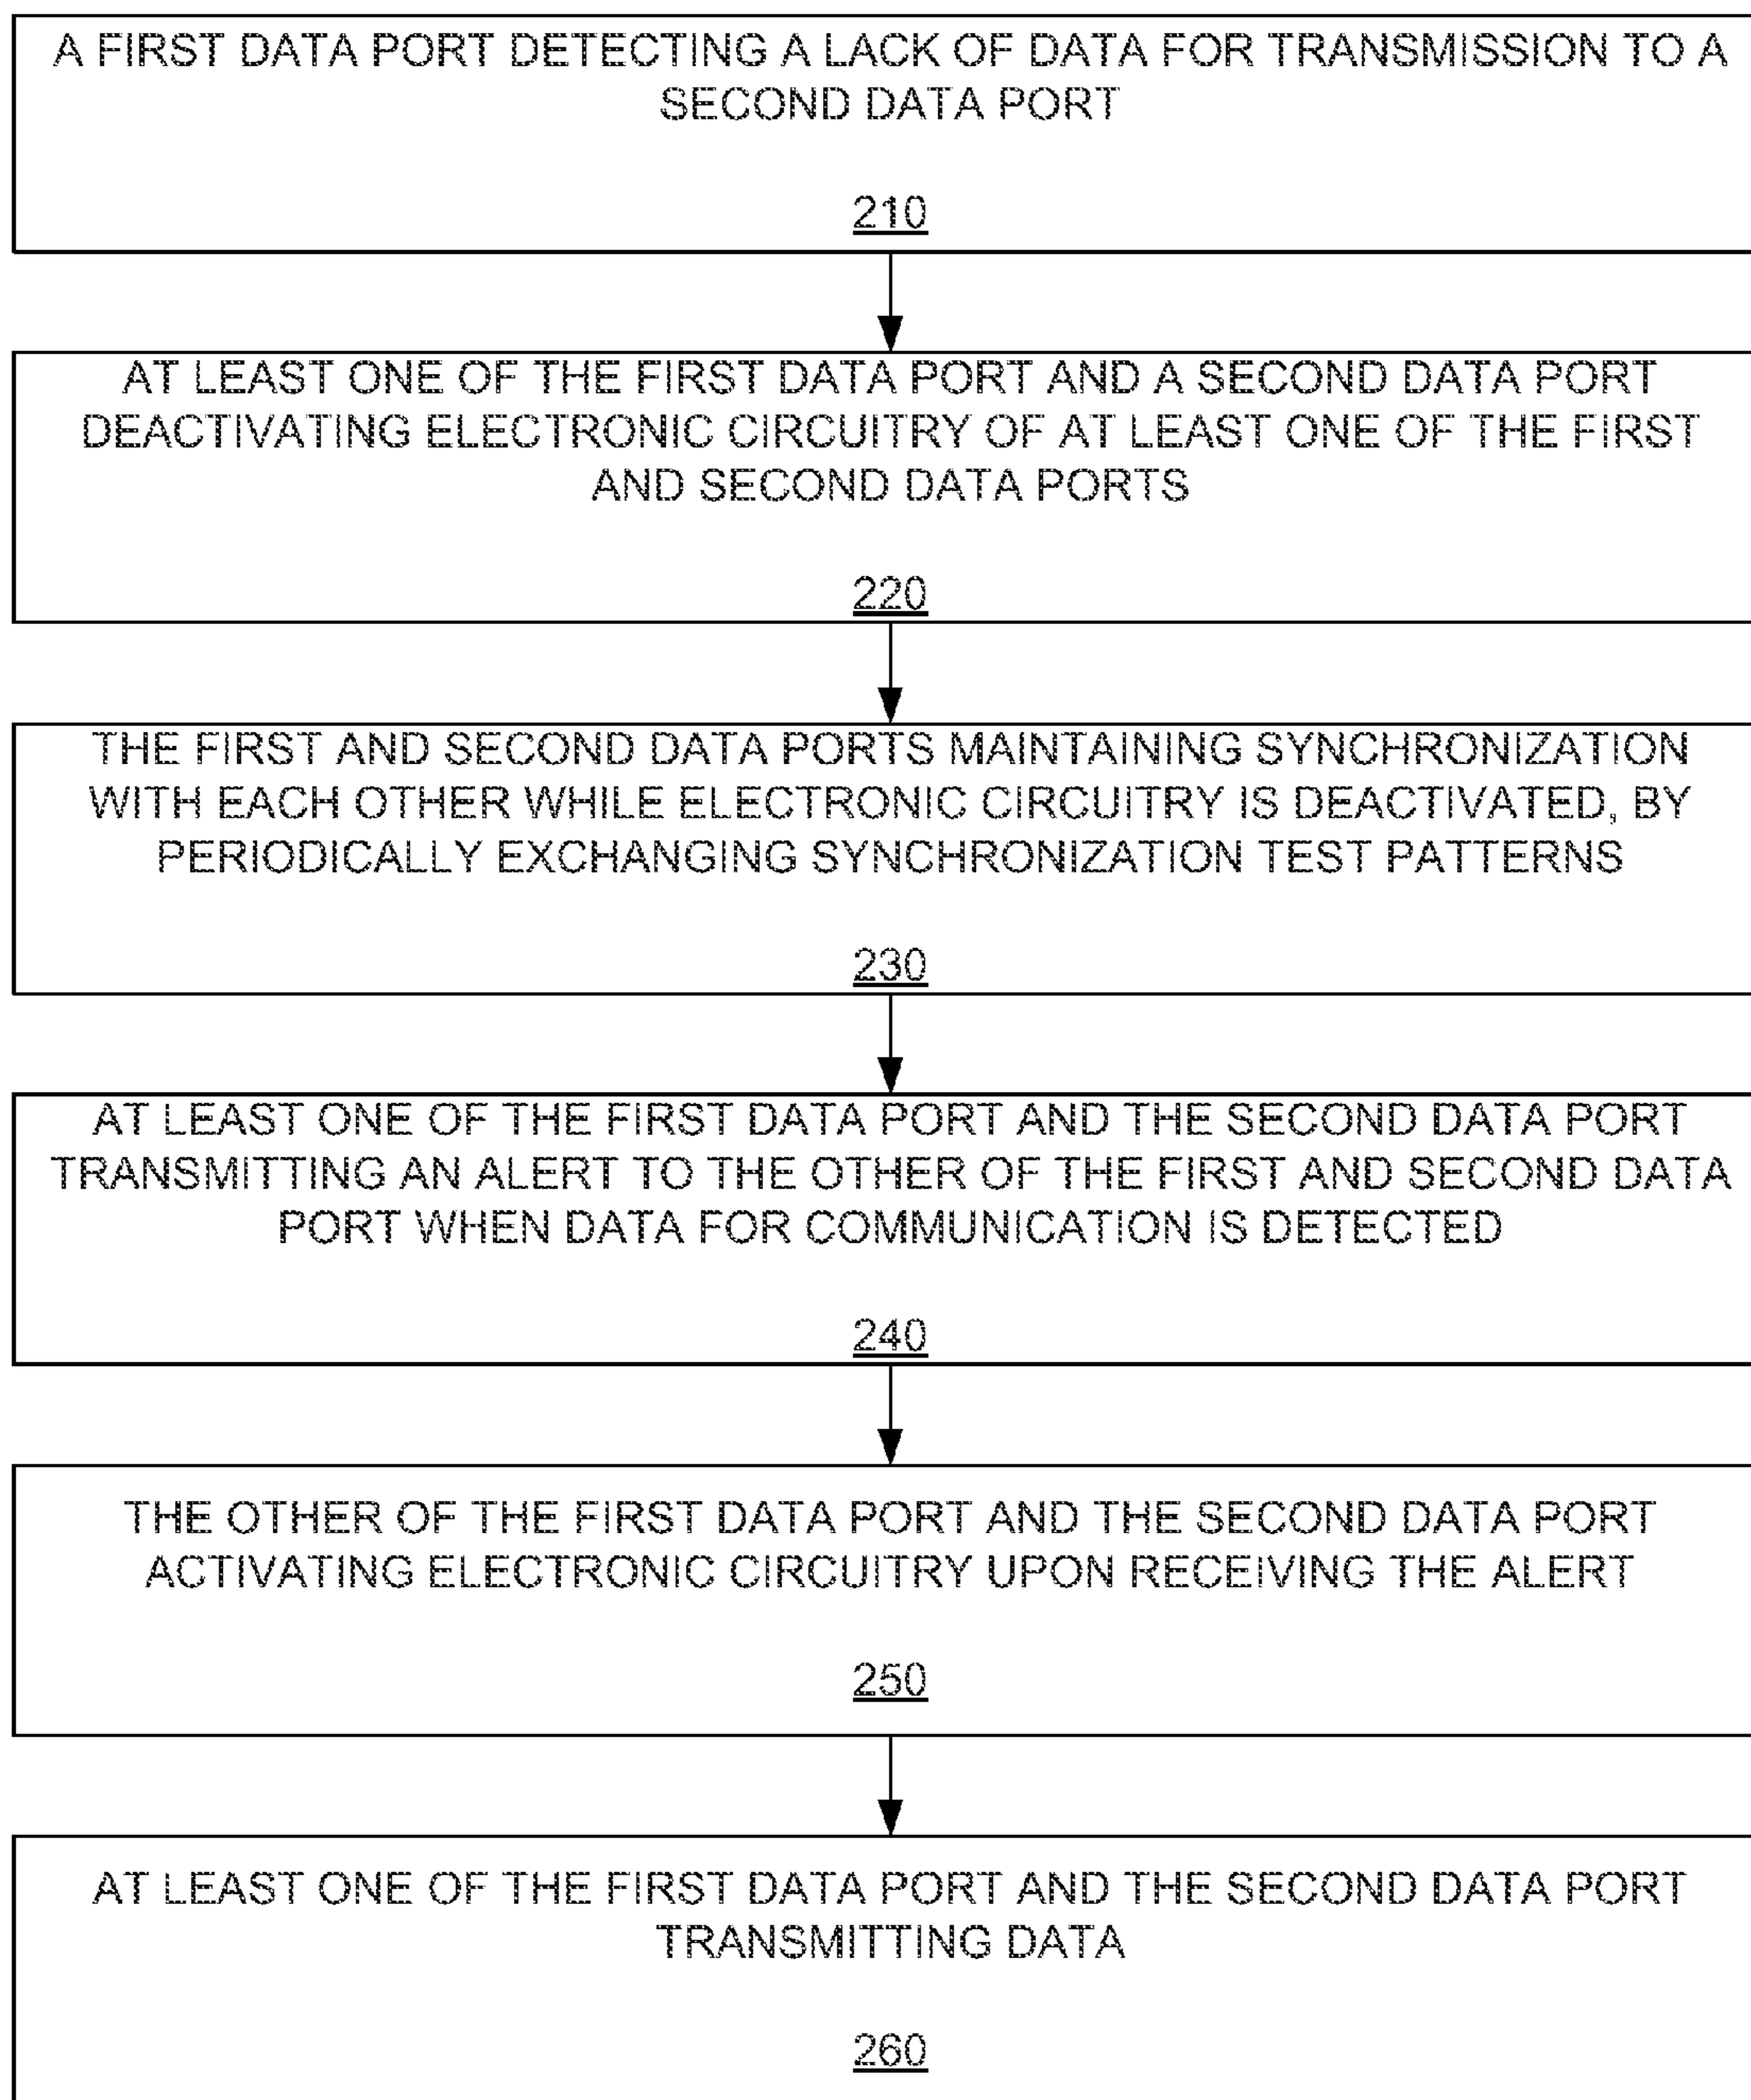 A FIRST DATA PORT DETECTING A LACK OF DATA FOR TRANSMISSION TO A
SECOND DATA PORT
210
AT LEAST ONE OF THE FIRST DATA PORT AND A SECOND DATA PORT
DEACTIVATING ELECTRONIC CIRCUITRY OF AT LEAST ONE OF THE FIRST
AND SECOND DATA PORTS
220
THE FIRST AND SECOND DATA PORTS MAINTAINING SYNCHRONIZATION
WITH EACH OTHER WHILE ELECTRONIC CIRCUITRY IS DEACTIVATED, BY
PERIODICALLY EXCHANGING SYNCHRONIZATION TEST PATTERNS
230
AT LEAST ONE OF THE FIRST DATA PORT AND THE SECOND DATA PORT
TRANSMITTING AN ALERT TO THE OTHER OF THE FIRST AND SECOND DATA
PORT WHEN DATA FOR COMMUNICATION IS DETECTED
240
THE OTHER OF THE FIRST DATA PORT AND THE SECOND DATA PORT
ACTIVATING ELECTRONIC CIRCUITRY UPON RECEIVING THE ALERT
250
AT LEAST ONE OF THE FIRST DATA PORT AND THE SECOND DATA PORT
TRANSMITTING DATA
260